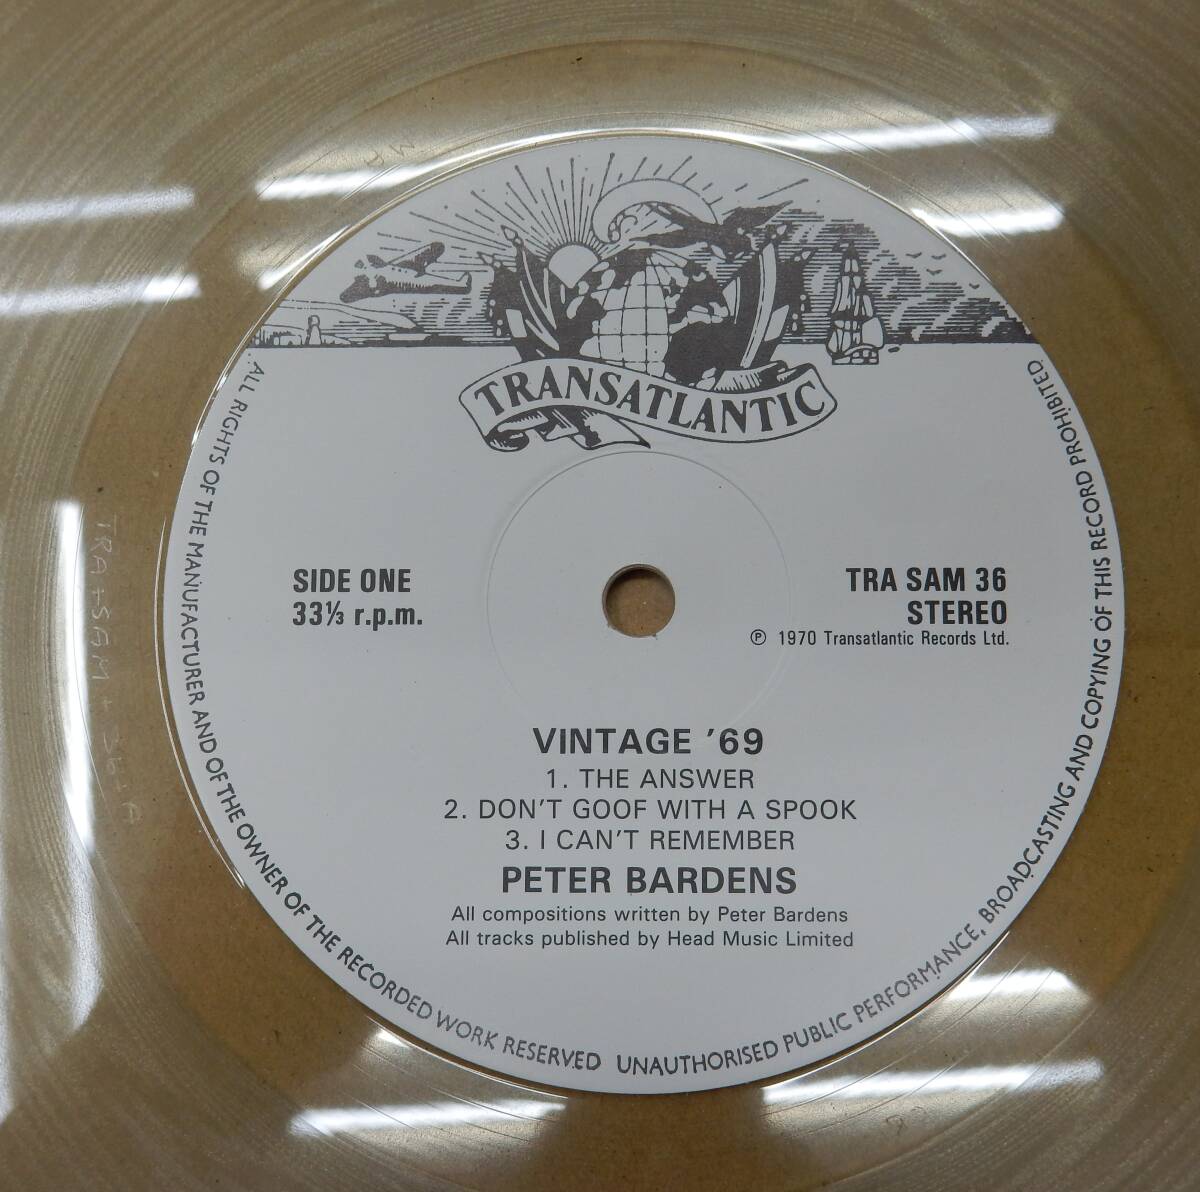 TRANSATLANTIC
SIDE ONE
33⅓ r.p.m.
TRA SAM 36
STEREO
℗ 1970 Transatlantic Records Ltd.
VINTAGE ’69
1. THE ANSWER
2. DON’T GOOF WITH A SPOOK
3. I CAN’T REMEMBER
PETER BARDENS
All compositions written by Peter Bardens
All tracks published by Head Music Limited
ALL RIGHTS OF THE MANUFACTURER AND OF THE OWNER OF THE RECORDED WORK RESERVED UNAUTHORISED PUBLIC PERFORMANCE, BROADCASTING AND COPYING OF THIS RECORD PROHIBITED
TRA + SAM + 36